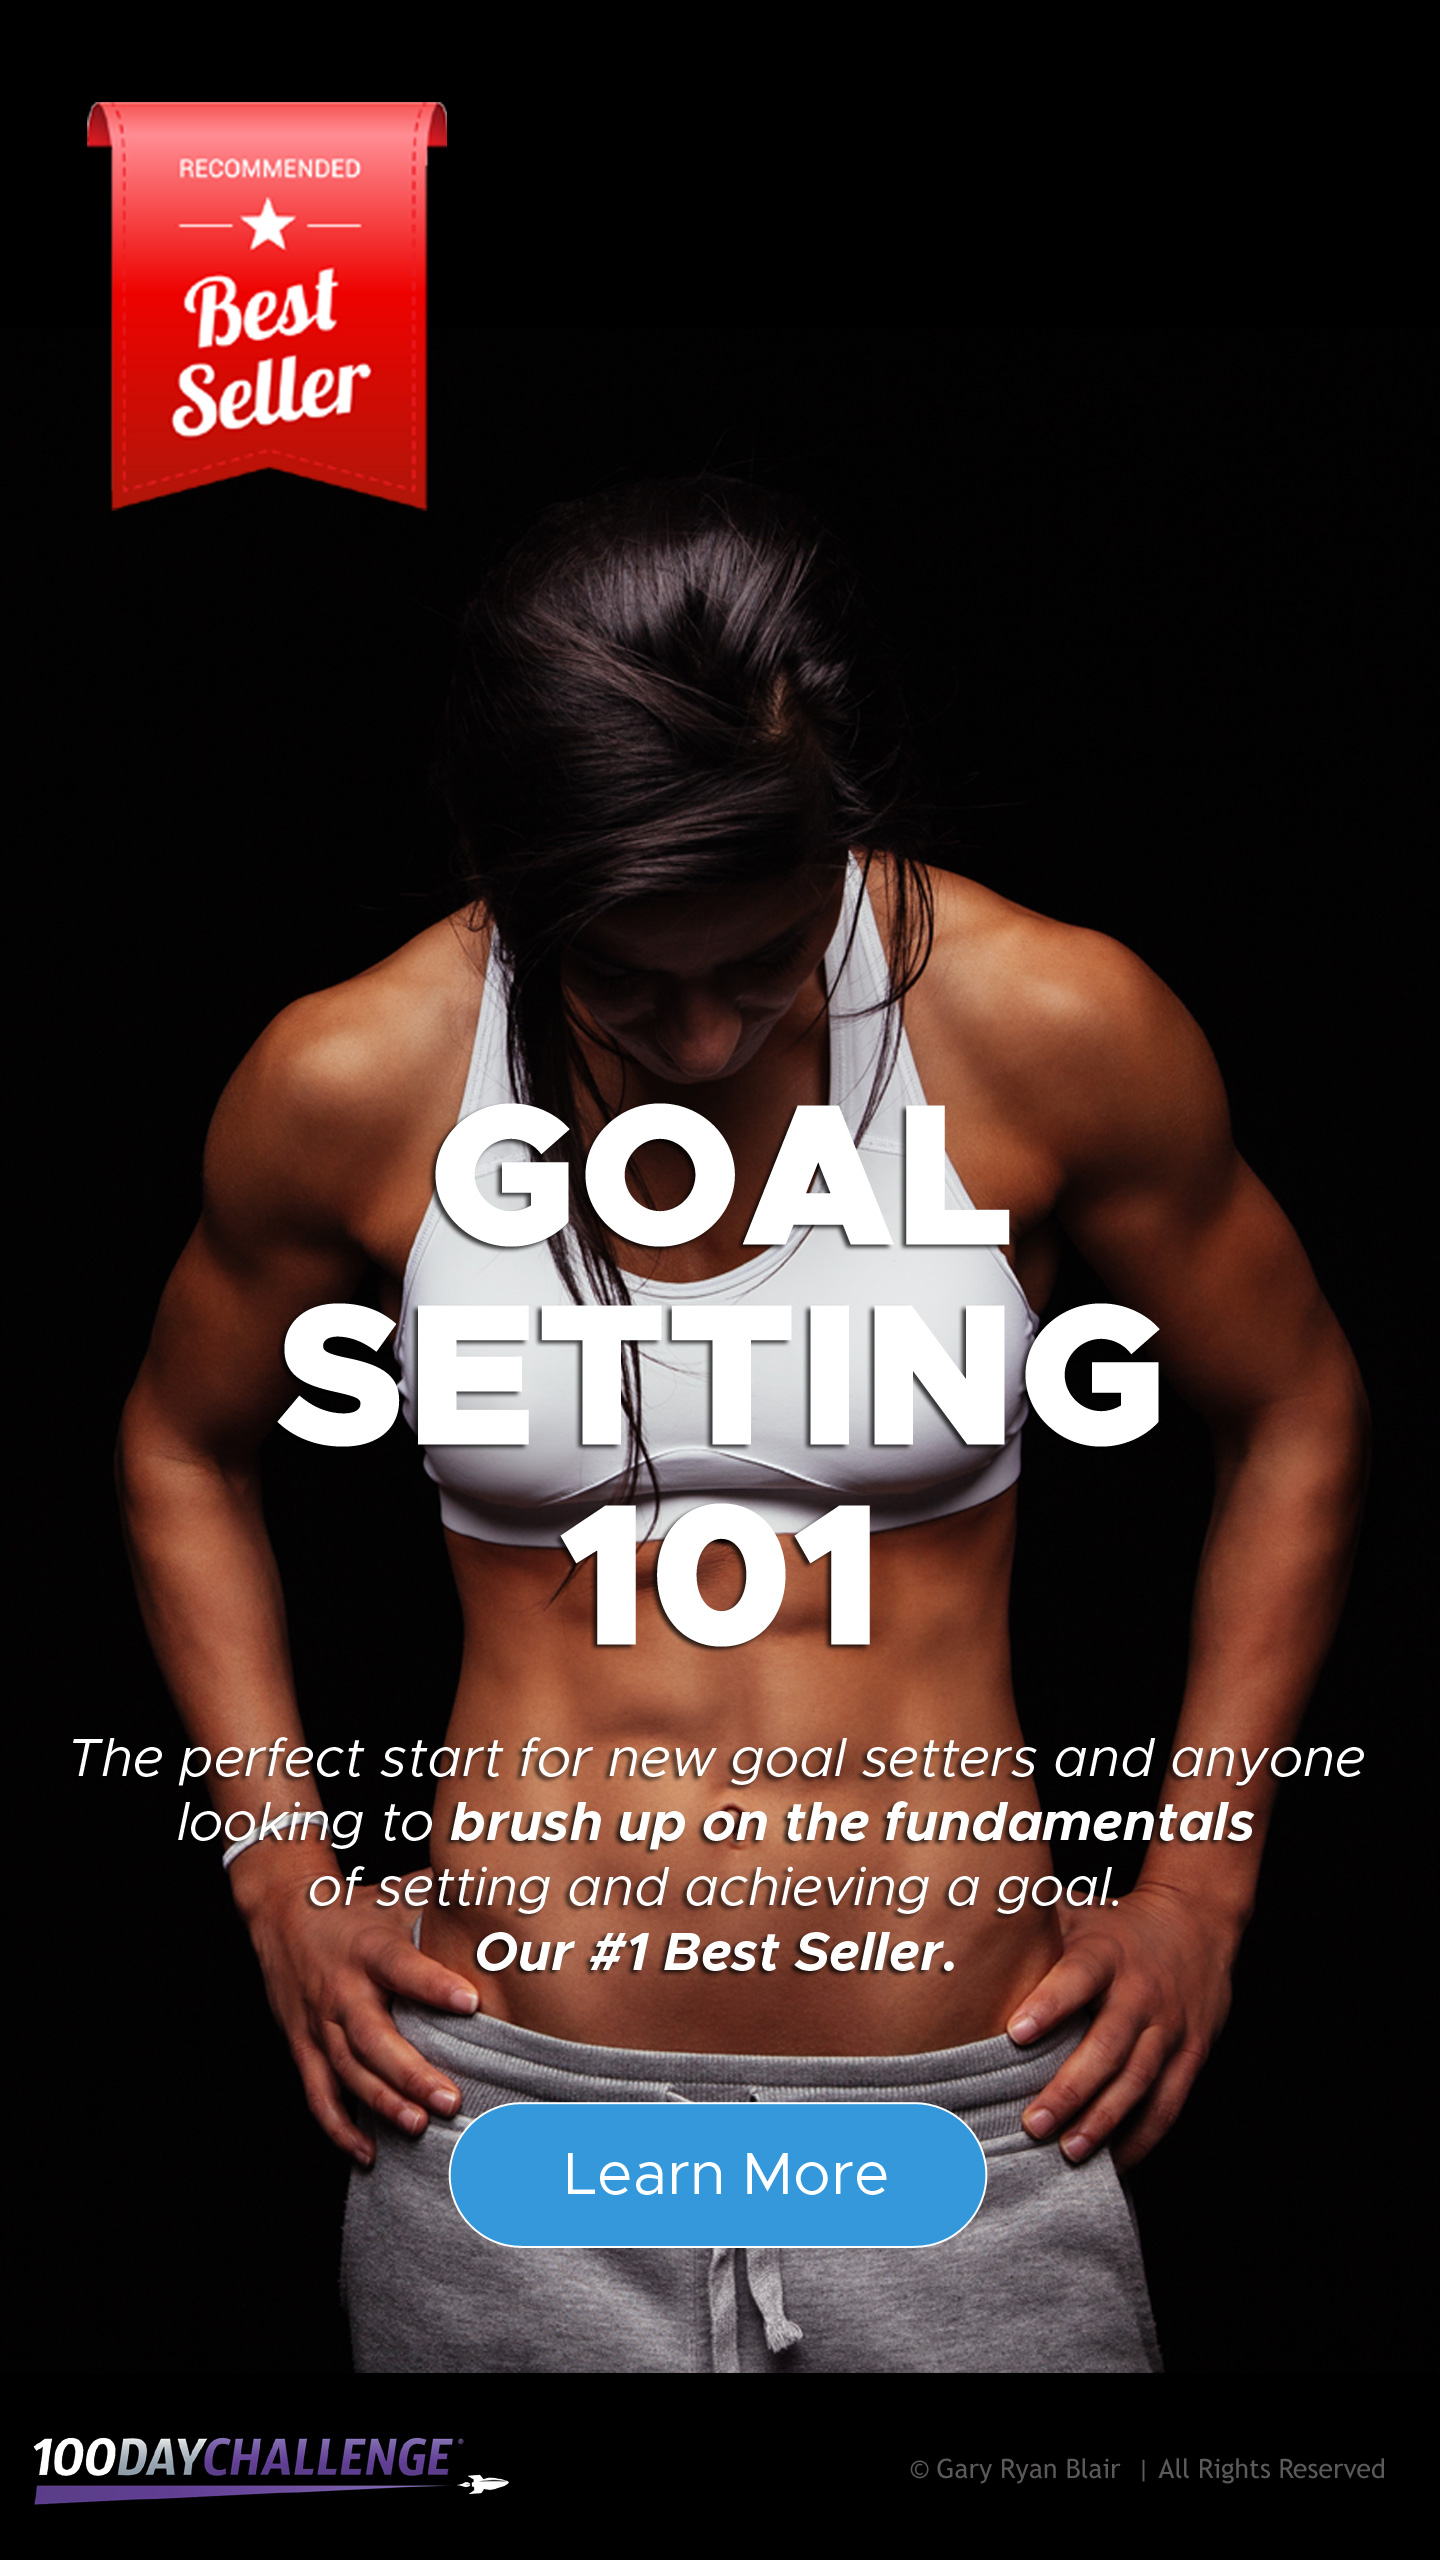 RECOMMENDED
Best
Seller
GOAL
SETTING
101
The perfect start for new goal setters and anyone
looking to brush up on the fundamentals
of setting and achieving a goal.
Our #1 Best Seller.
Learn More
100DAYCHALLENGE®
© Gary Ryan Blair | All Rights Reserved